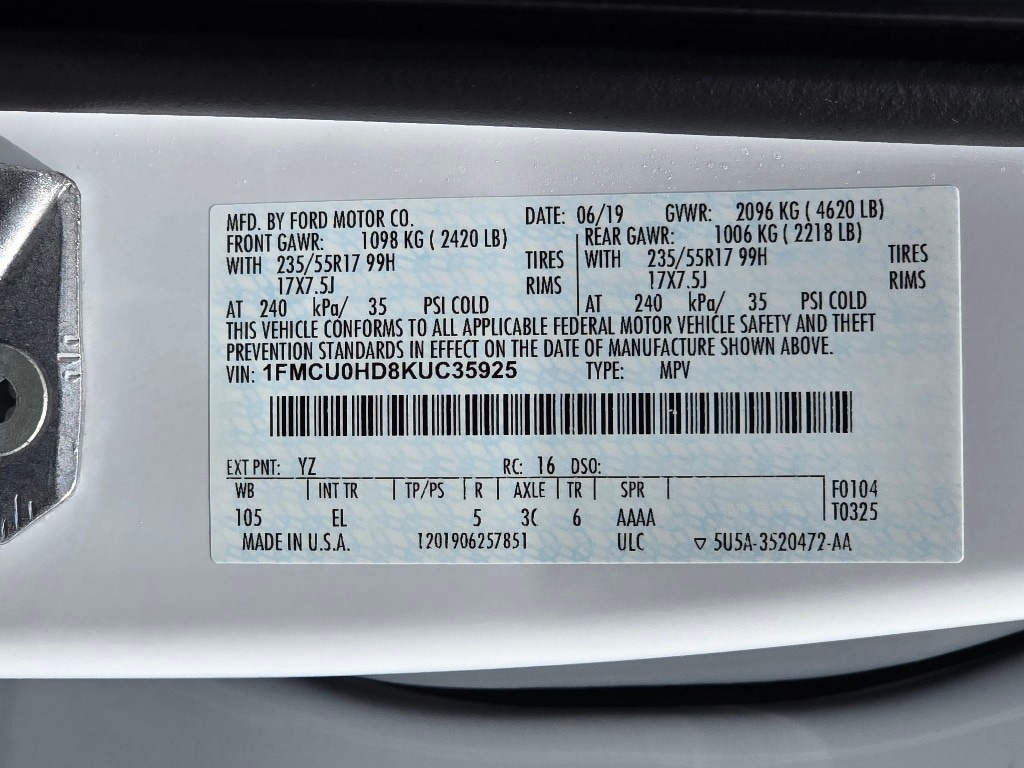 MFD. BY FORD MOTOR CO. DATE: 06/19 GVWR: 2096 KG ( 4620 LB)
FRONT GAWR: 1098 KG ( 2420 LB) REAR GAWR: 1006 KG ( 2218 LB)
WITH 235/55R17 99H TIRES WITH 235/55R17 99H TIRES
17X7.5J RIMS 17X7.5J RIMS
AT 240 kPa/ 35 PSI COLD AT 240 kPa/ 35 PSI COLD
THIS VEHICLE CONFORMS TO ALL APPLICABLE FEDERAL MOTOR VEHICLE SAFETY AND THEFT
PREVENTION STANDARDS IN EFFECT ON THE DATE OF MANUFACTURE SHOWN ABOVE.
VIN: 1FMCU0HD8KUC35925 TYPE: MPV
EXT PNT: YZ RC: 16 DSO:
WB INT TR TP/PS R AXLE TR SPR F0104
105 EL 5 3C 6 AAAA T0325
MADE IN U.S.A. 1201906257851 ULC ▽ 5U5A-3520472-AA